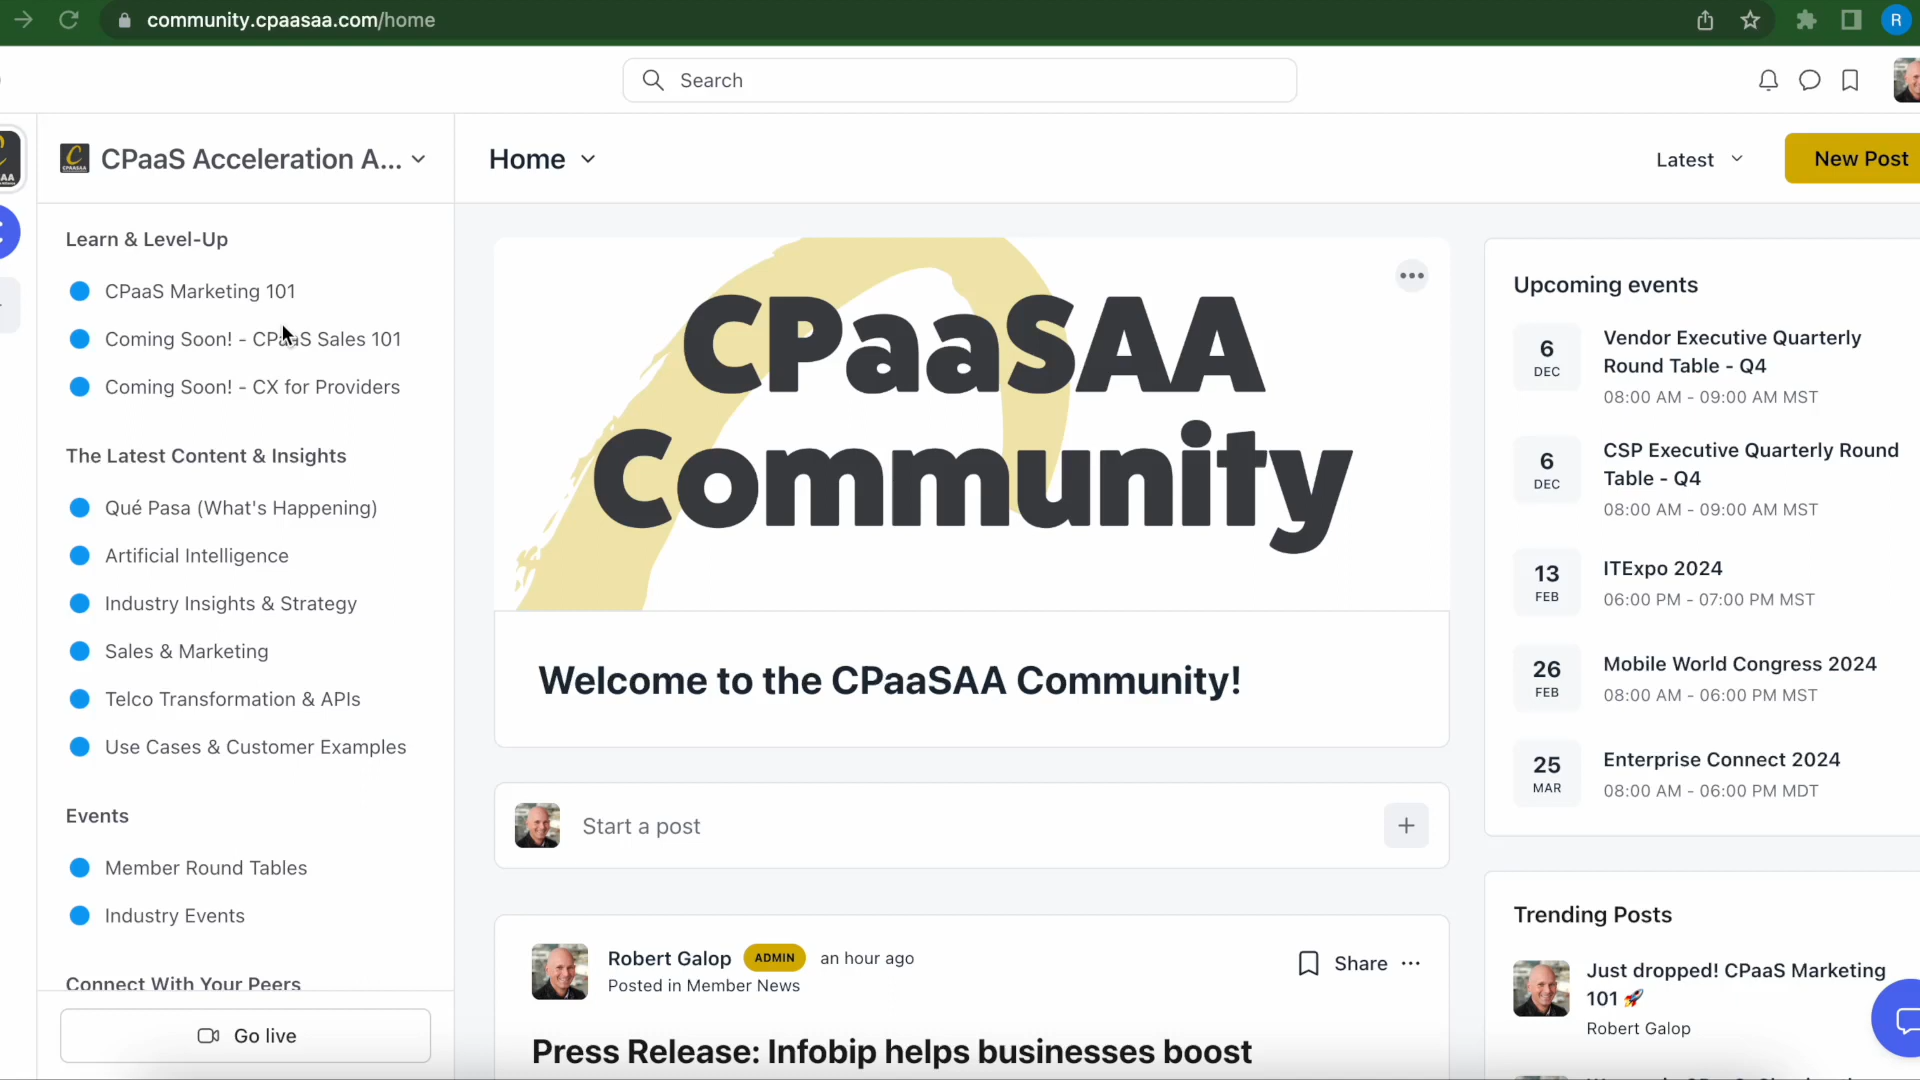 community.cpaasaa.com/home
R
Search
CPaaS Acceleration A...
Home
Latest
New Post
Learn & Level-Up
CPaaS Marketing 101
Coming Soon! - CPaaS Sales 101
Coming Soon! - CX for Providers
The Latest Content & Insights
Qué Pasa (What's Happening)
Artificial Intelligence
Industry Insights & Strategy
Sales & Marketing
Telco Transformation & APIs
Use Cases & Customer Examples
Events
Member Round Tables
Industry Events
Connect With Your Peers
Go live
CPaaSAA
Community
Welcome to the CPaaSAA Community!
Start a post
Robert Galop ADMIN an hour ago
Posted in Member News
Share
Press Release: Infobip helps businesses boost
Upcoming events
6
DEC
Vendor Executive Quarterly
Round Table - Q4
08:00 AM - 09:00 AM MST
6
DEC
CSP Executive Quarterly Round
Table - Q4
08:00 AM - 09:00 AM MST
13
FEB
ITExpo 2024
06:00 PM - 07:00 PM MST
26
FEB
Mobile World Congress 2024
08:00 AM - 06:00 PM MST
25
MAR
Enterprise Connect 2024
08:00 AM - 06:00 PM MDT
Trending Posts
Just dropped! CPaaS Marketing
101 🚀
Robert Galop